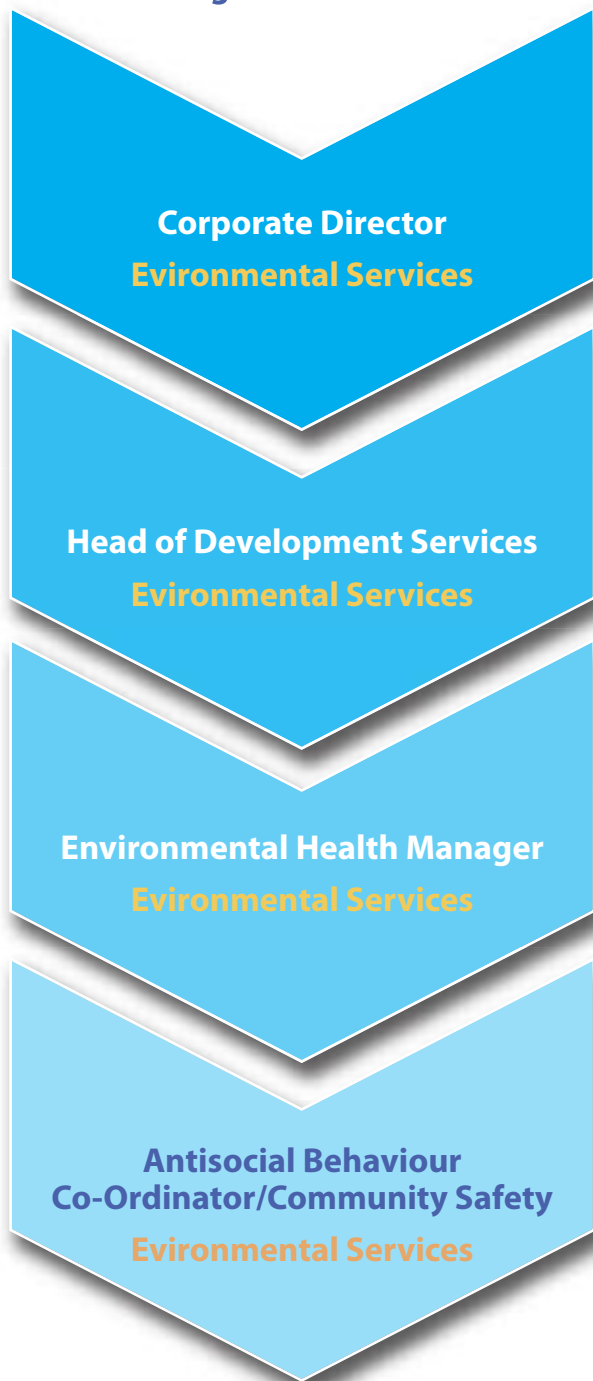 Corporate Director
Evironmental Services
Head of Development Services
Evironmental Services
Environmental Health Manager
Evironmental Services
Antisocial Behaviour
Co-Ordinator/Community Safety
Evironmental Services